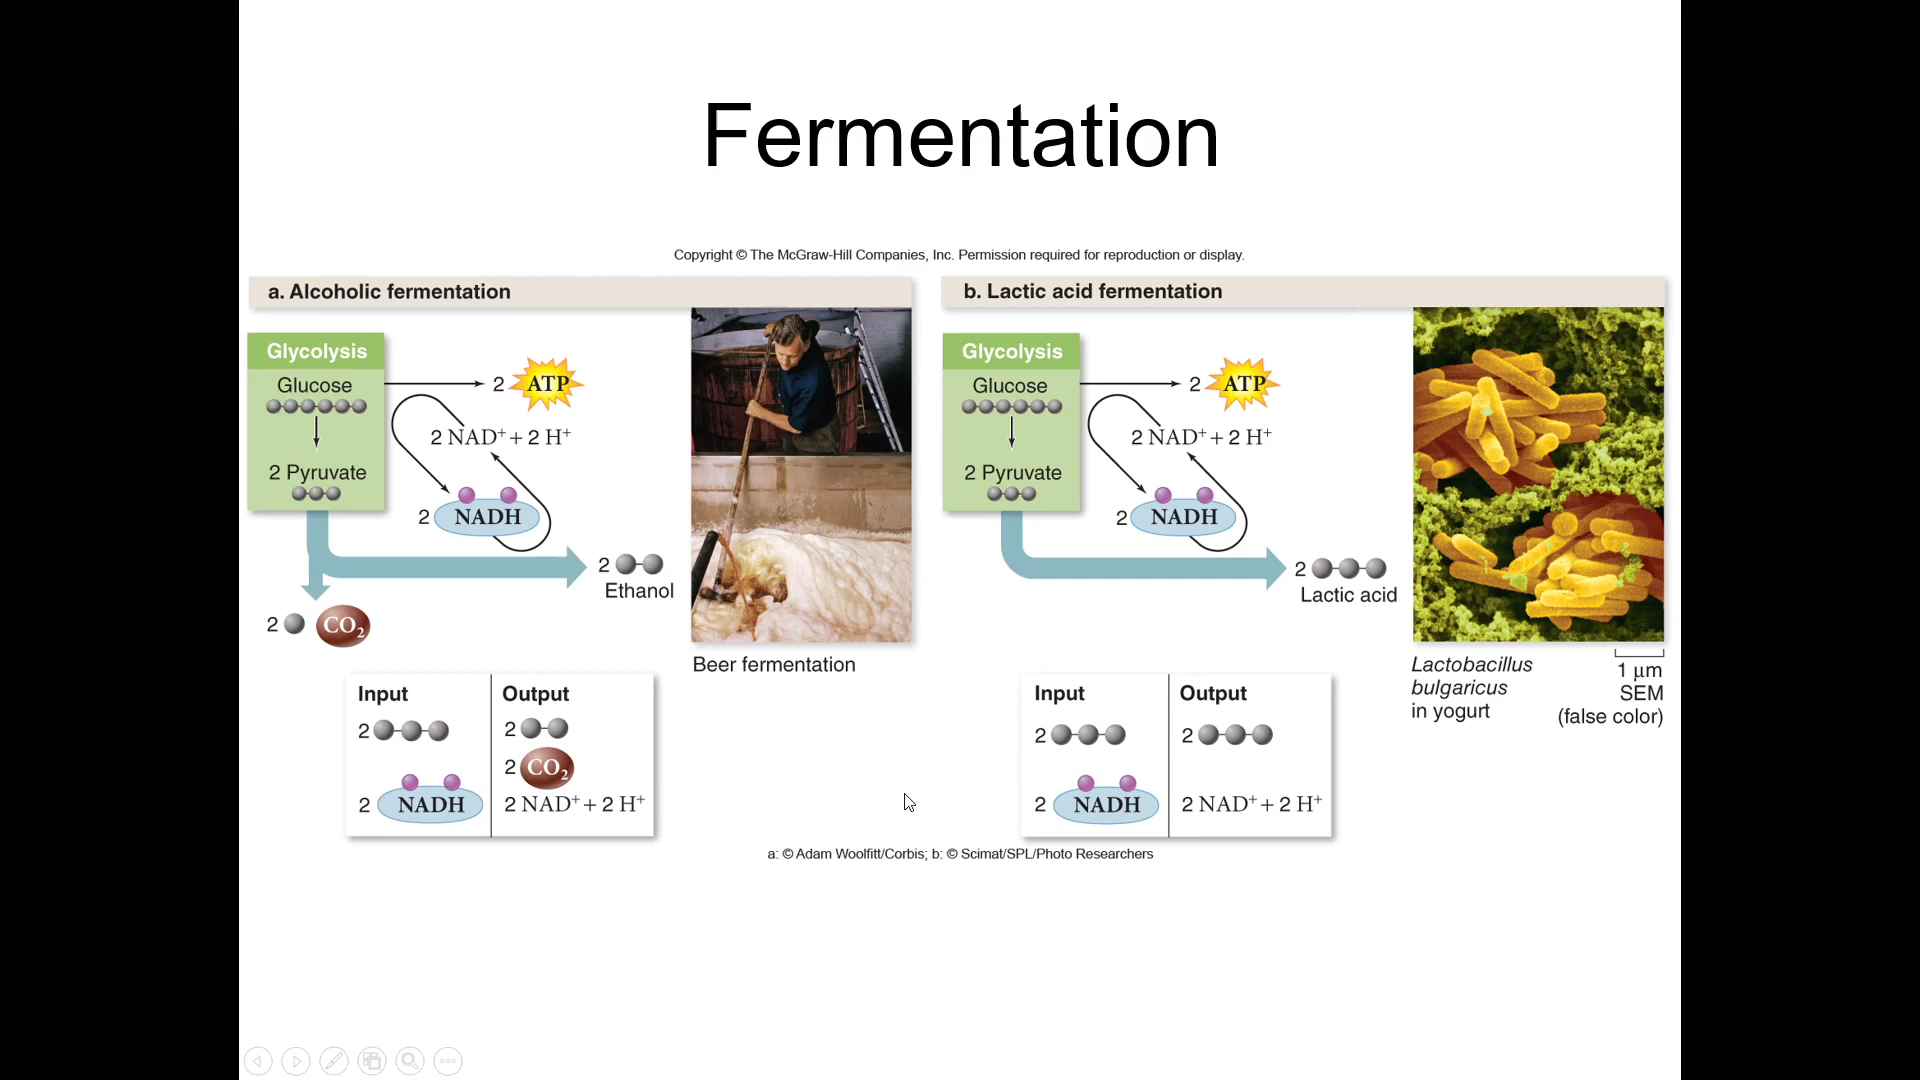 Fermentation
Copyright © The McGraw-Hill Companies, Inc. Permission required for reproduction or display.
a. Alcoholic fermentation
Glycolysis
Glucose
2 ATP
2 NAD⁺ + 2 H⁺
2 Pyruvate
2 NADH
2
Ethanol
2 CO₂
Beer fermentation
Input
Output
2
2
2 CO₂
2 NADH
2 NAD⁺ + 2 H⁺
b. Lactic acid fermentation
Glycolysis
Glucose
2 ATP
2 NAD⁺ + 2 H⁺
2 Pyruvate
2 NADH
2
Lactic acid
Lactobacillus
bulgaricus
in yogurt
1 µm
SEM
(false color)
Input
Output
2
2
2 NADH
2 NAD⁺ + 2 H⁺
a: © Adam Woolfitt/Corbis; b: © Scimat/SPL/Photo Researchers